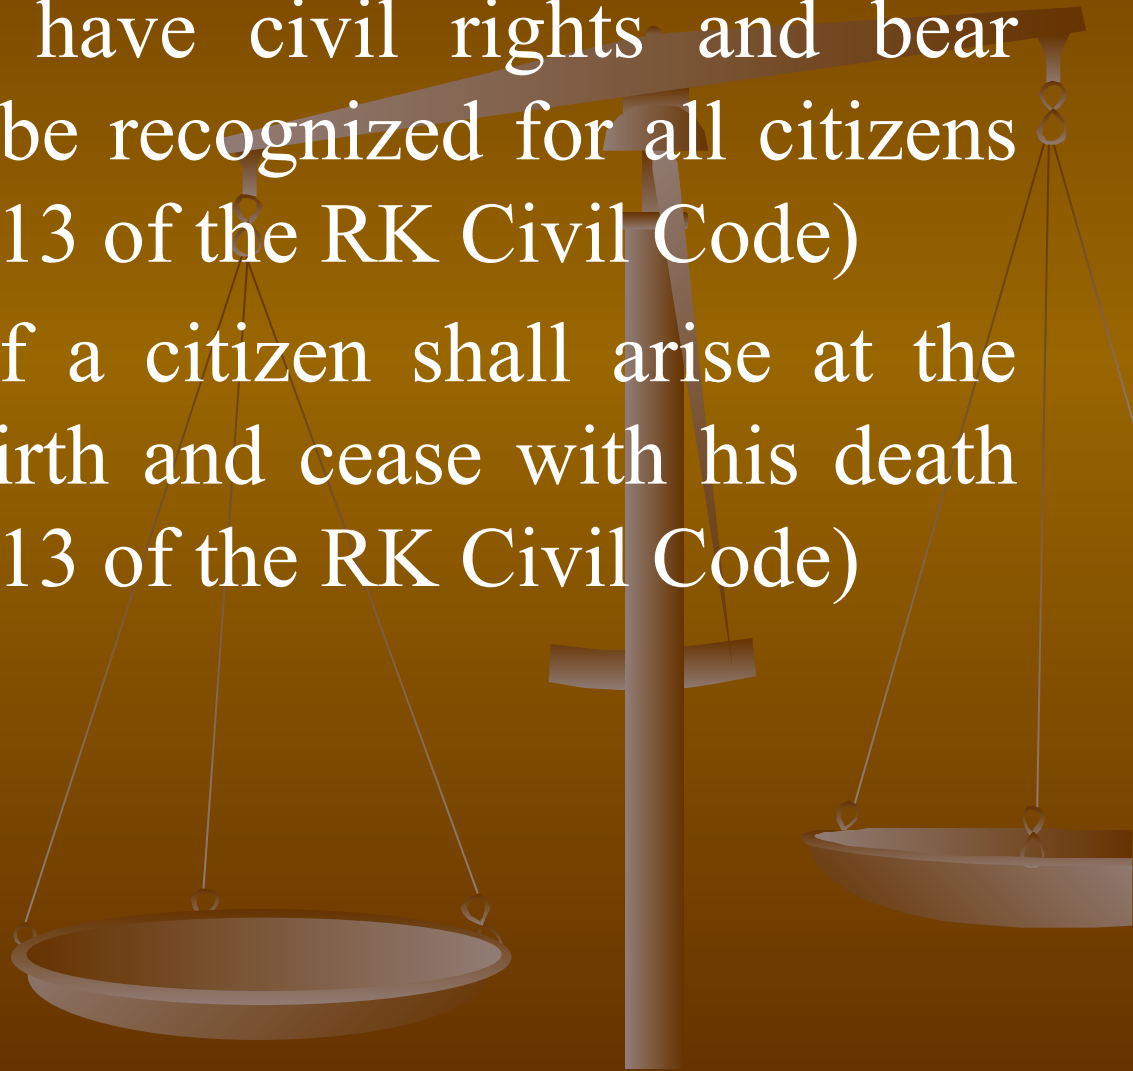 have civil rights and bear
be recognized for all citizens
13 of the RK Civil Code)
f a citizen shall arise at the
irth and cease with his death
13 of the RK Civil Code)